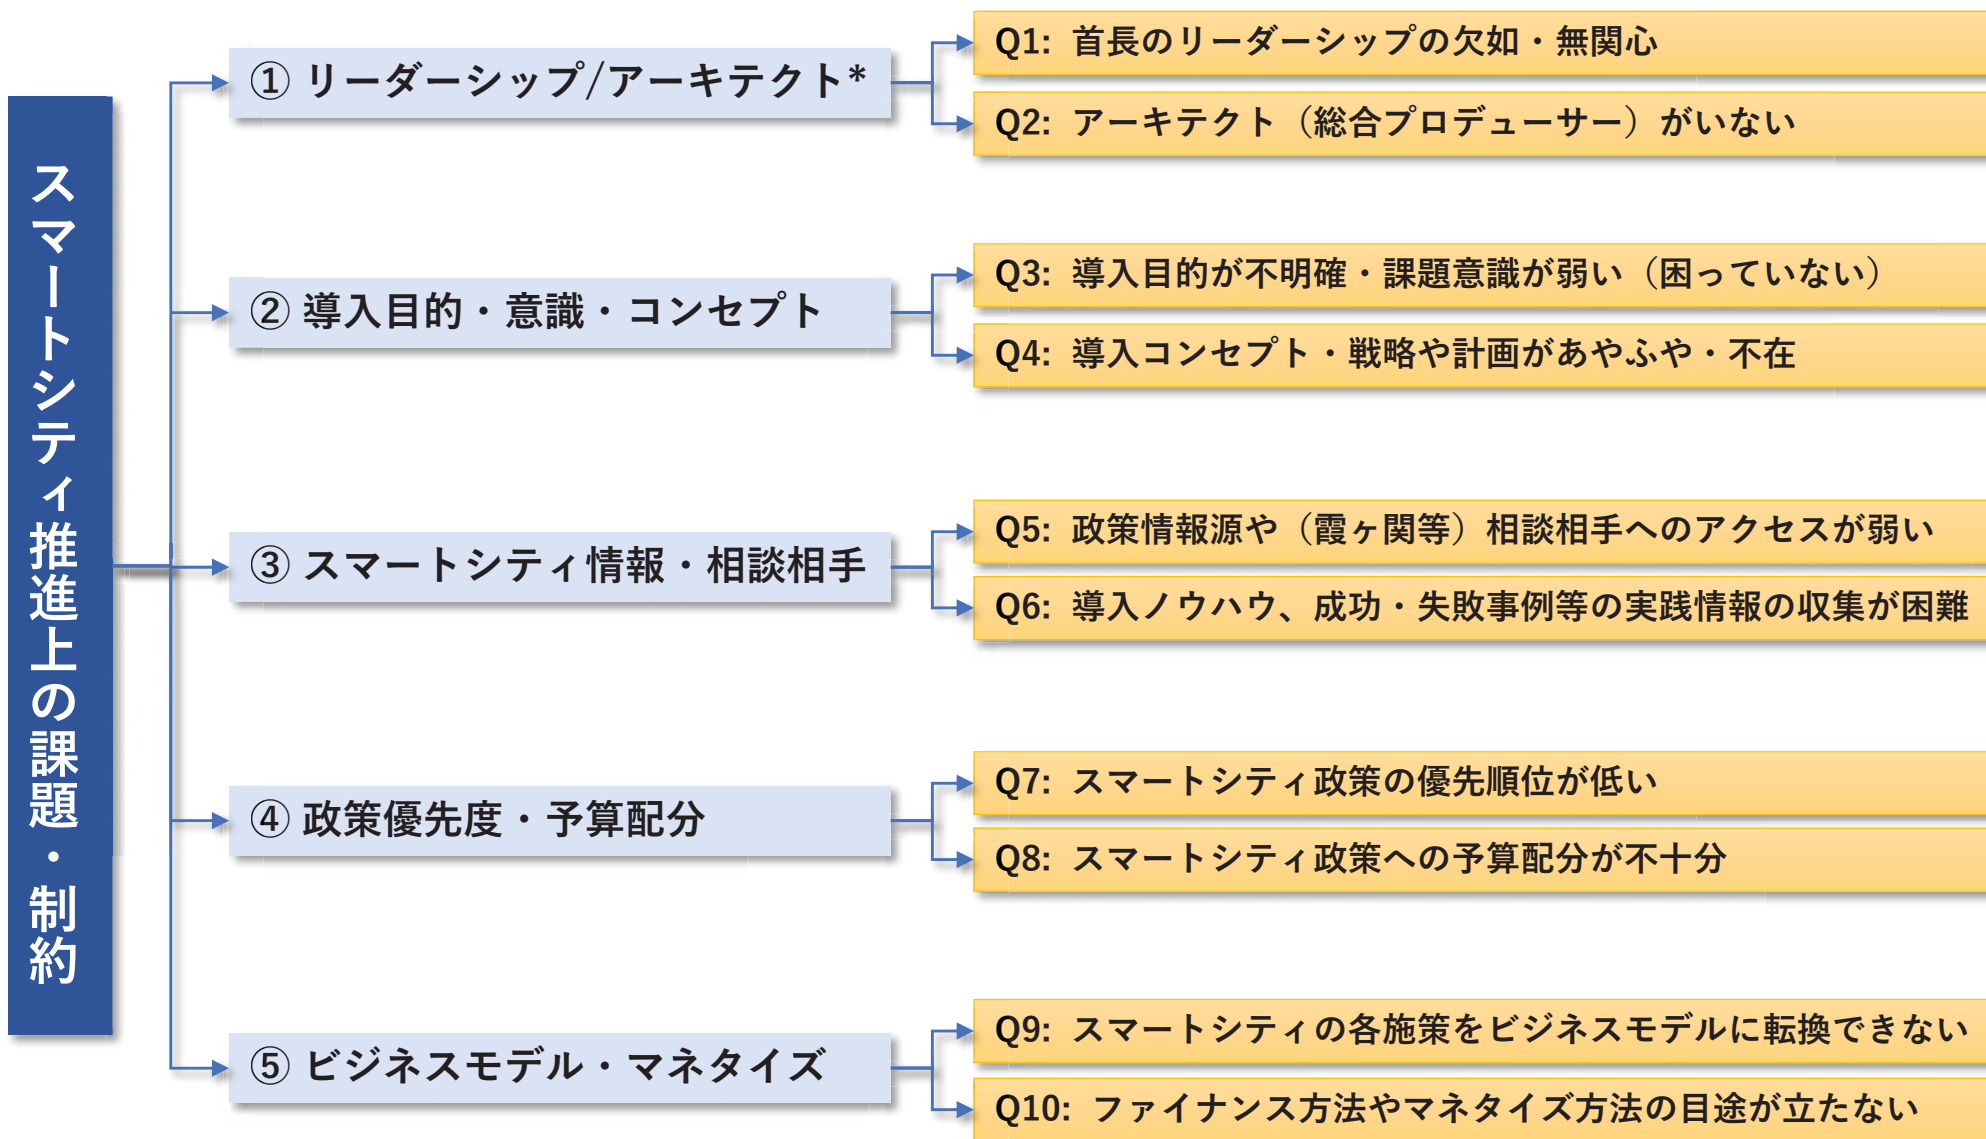 スマートシティ推進上の課題・制約
① リーダーシップ/アーキテクト*
Q1: 首長のリーダーシップの欠如・無関心
Q2: アーキテクト（総合プロデューサー）がいない
② 導入目的・意識・コンセプト
Q3: 導入目的が不明確・課題意識が弱い（困っていない）
Q4: 導入コンセプト・戦略や計画があやふや・不在
③ スマートシティ情報・相談相手
Q5: 政策情報源や（霞ヶ関等）相談相手へのアクセスが弱い
Q6: 導入ノウハウ、成功・失敗事例等の実践情報の収集が困難
④ 政策優先度・予算配分
Q7: スマートシティ政策の優先順位が低い
Q8: スマートシティ政策への予算配分が不十分
⑤ ビジネスモデル・マネタイズ
Q9: スマートシティの各施策をビジネスモデルに転換できない
Q10: ファイナンス方法やマネタイズ方法の目途が立たない